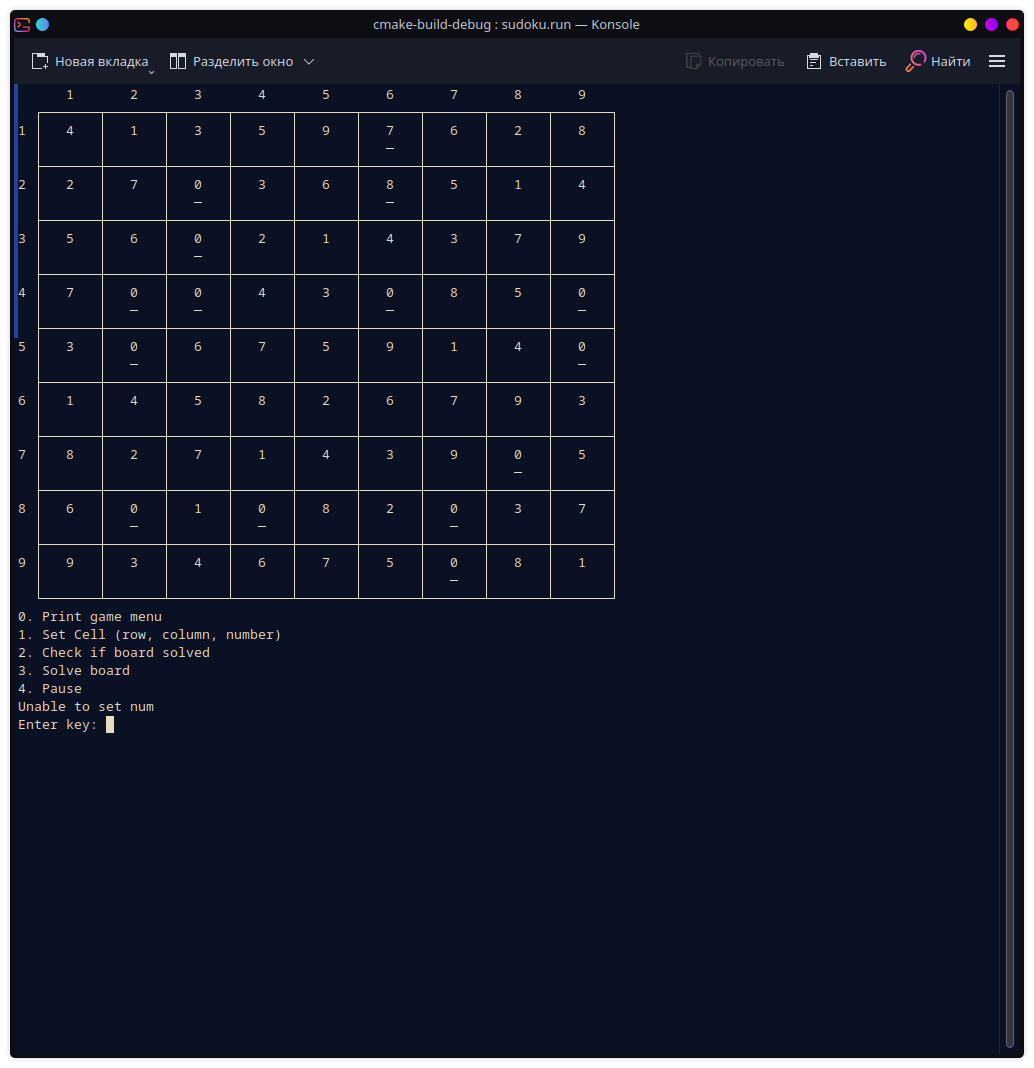 cmake-build-debug : sudoku.run — Konsole
Новая вкладка Разделить окно Копировать Вставить Найти
1 2 3 4 5 6 7 8 9
1 4 1 3 5 9 7 6 2 8
2 2 7 0 3 6 8 5 1 4
3 5 6 0 2 1 4 3 7 9
4 7 0 0 4 3 0 8 5 0
5 3 0 6 7 5 9 1 4 0
6 1 4 5 8 2 6 7 9 3
7 8 2 7 1 4 3 9 0 5
8 6 0 1 0 8 2 0 3 7
9 9 3 4 6 7 5 0 8 1
0. Print game menu
1. Set Cell (row, column, number)
2. Check if board solved
3. Solve board
4. Pause
Unable to set num
Enter key: